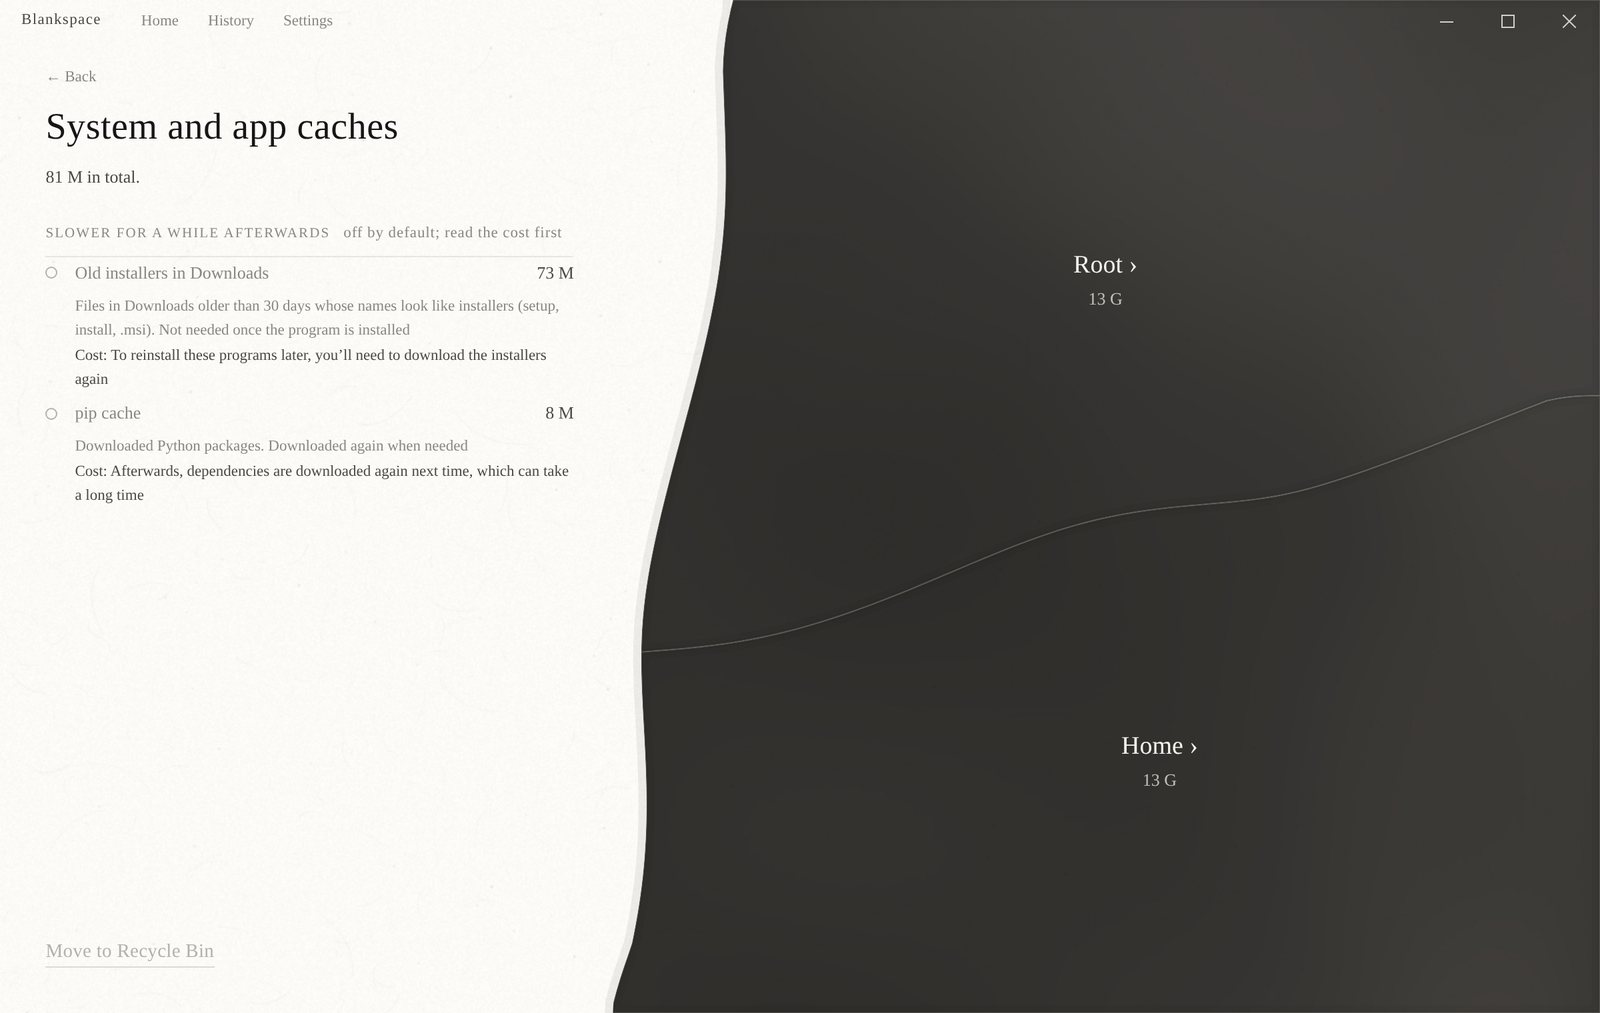 Blankspace Home History Settings
← Back
System and app caches
81 M in total.
SLOWER FOR A WHILE AFTERWARDS off by default; read the cost first
Old installers in Downloads 73 M
Files in Downloads older than 30 days whose names look like installers (setup,
install, .msi). Not needed once the program is installed
Cost: To reinstall these programs later, you’ll need to download the installers
again
pip cache 8 M
Downloaded Python packages. Downloaded again when needed
Cost: Afterwards, dependencies are downloaded again next time, which can take
a long time
Move to Recycle Bin
Root ›
13 G
Home ›
13 G